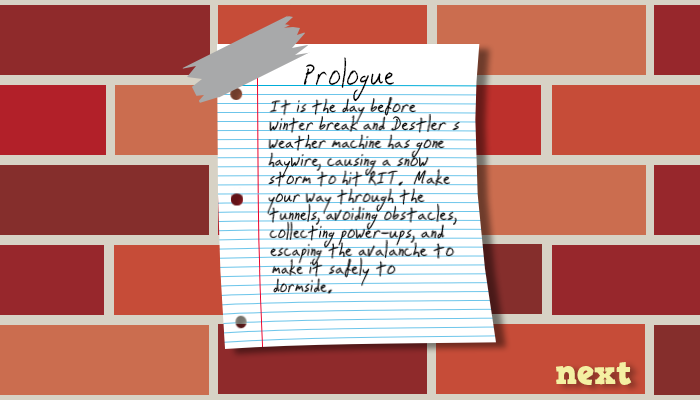 Prologue
It is the day before
winter break and Destler s
weather machine has gone
haywire, causing a snow
storm to hit RIT. Make
your way through the
tunnels, avoiding obstacles,
collecting power-ups, and
escaping the avalanche to
make it safely to
dormside.
next